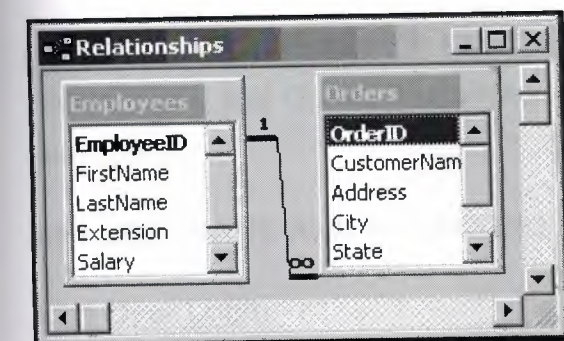 Relationships
Employees
EmployeeID
FirstName
LastName
Extension
Salary
1
∞
Orders
OrderID
CustomerNam
Address
City
State